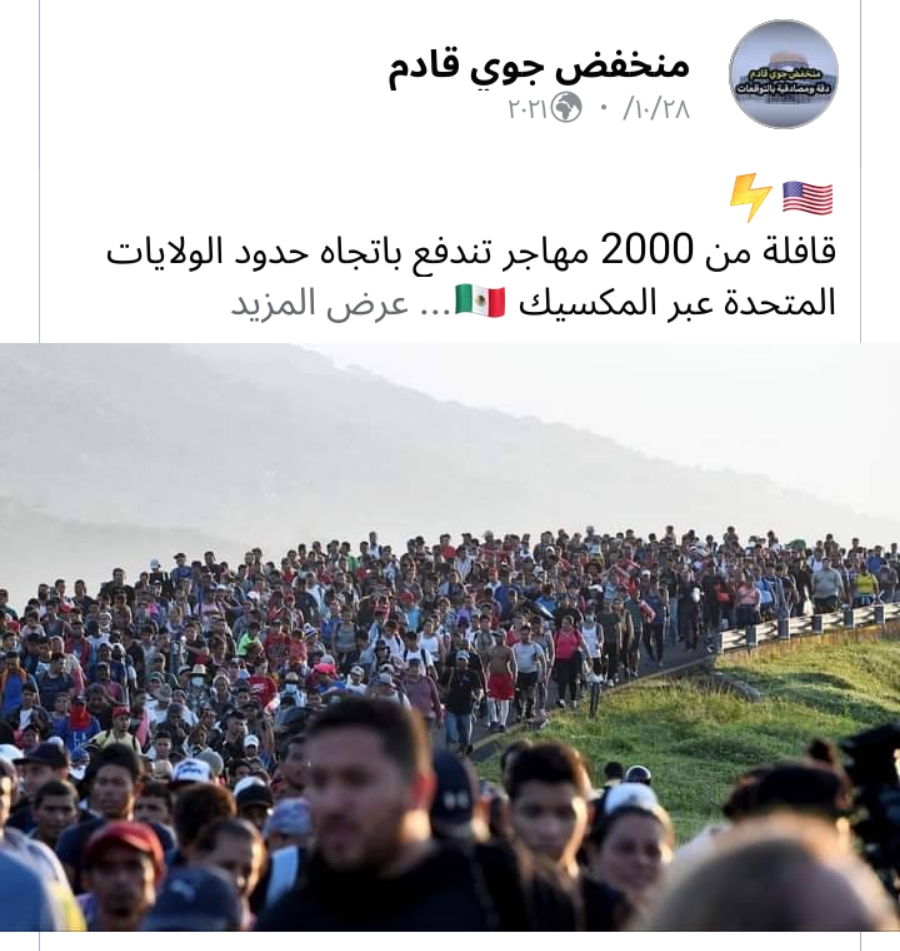 منخفض جوي قادم
٢٨/١٠/ · ٢٠٢١
منخفض جوي قادم
دقة ومصادقية بالتوقعات
🇺🇸⚡
قافلة من 2000 مهاجر تندفع باتجاه حدود الولايات
المتحدة عبر المكسيك 🇲🇽... عرض المزيد